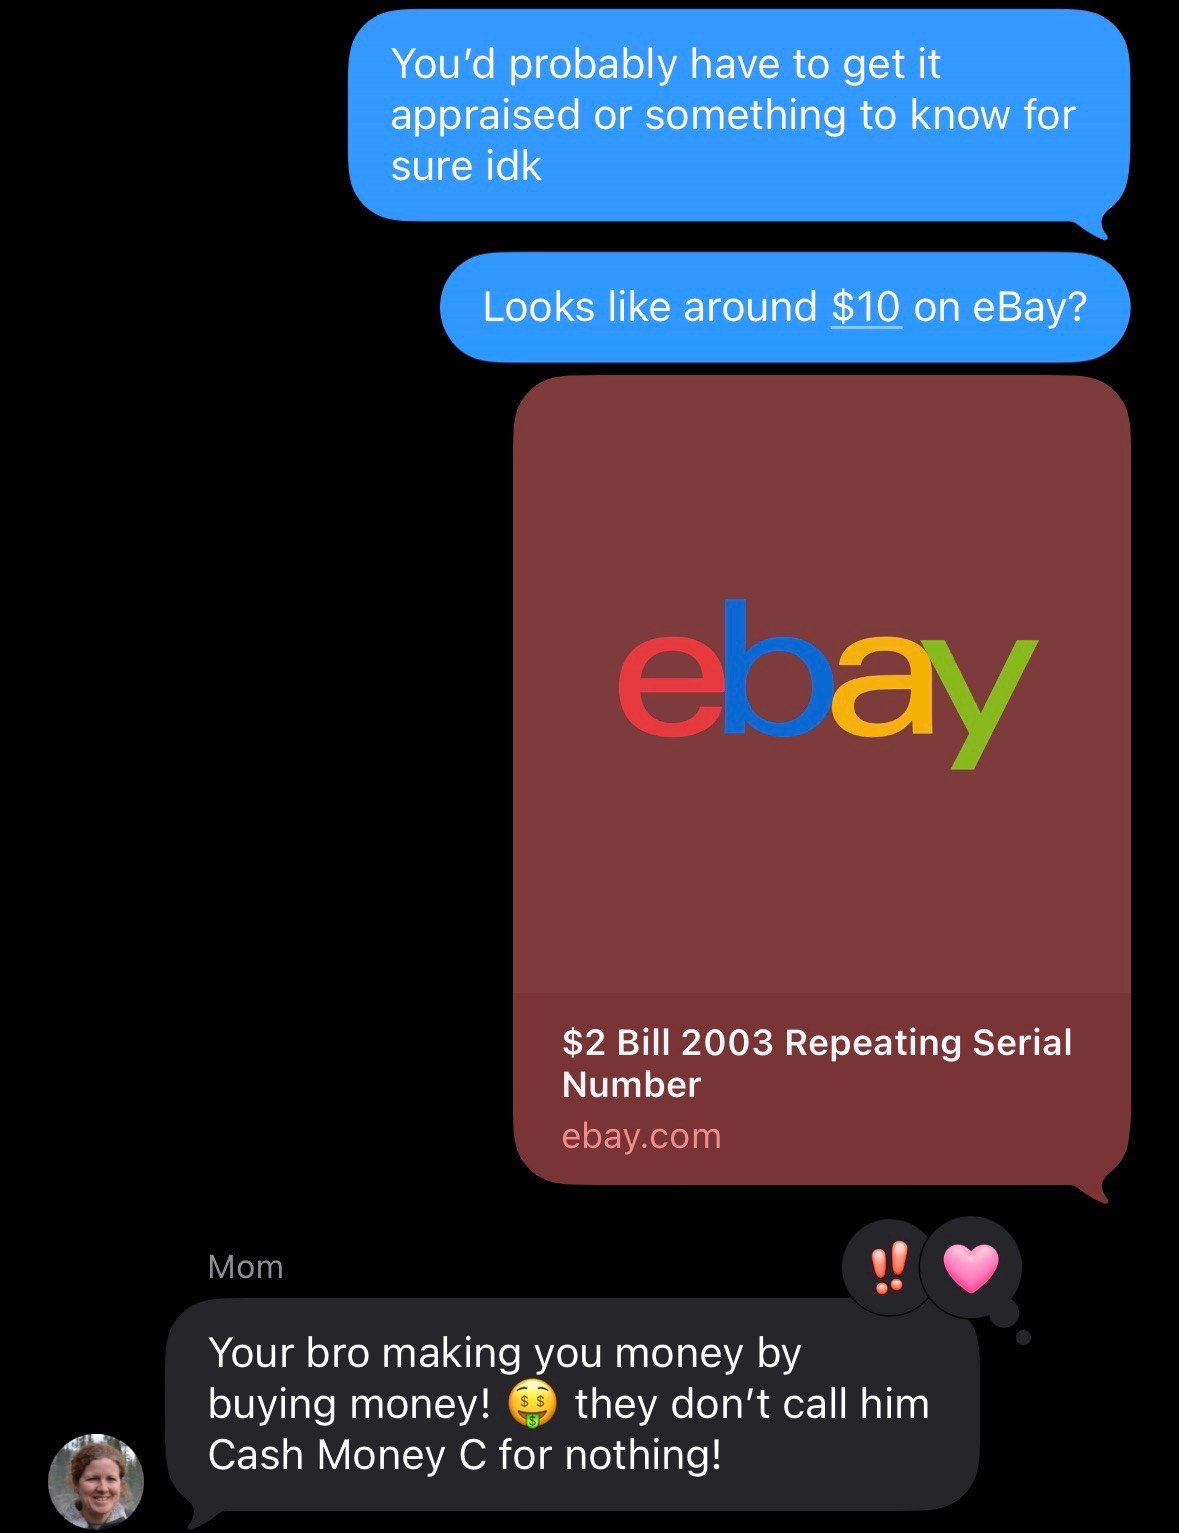 You’d probably have to get it
appraised or something to know for
sure idk
Looks like around $10 on eBay?
ebay
$2 Bill 2003 Repeating Serial
Number
ebay.com
Mom
Your bro making you money by
buying money! 🤑 they don’t call him
Cash Money C for nothing!